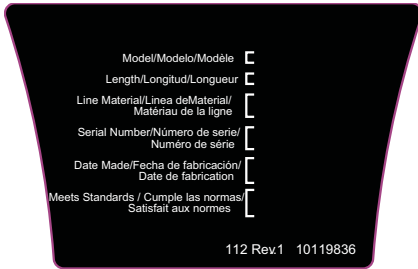 Model/Modelo/Modèle
Length/Longitud/Longueur
Line Material/Linea deMaterial/
Matériau de la ligne
Serial Number/Número de serie/
Numéro de série
Date Made/Fecha de fabricación/
Date de fabrication
Meets Standards / Cumple las normas/
Satisfait aux normes
112 Rev.1 10119836